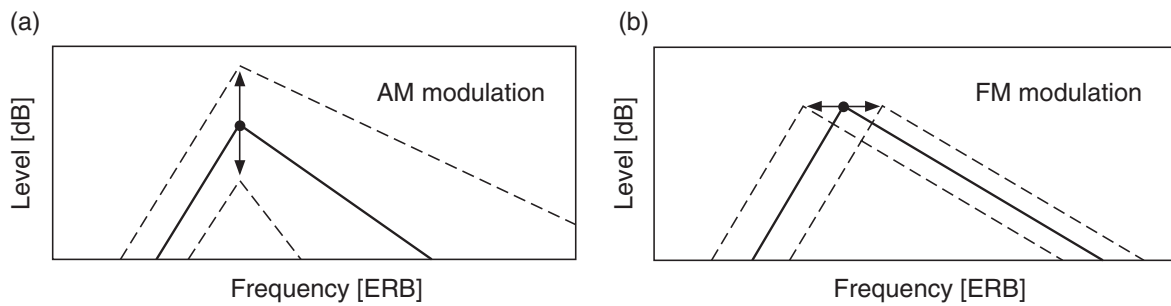 (a)
AM modulation
Level [dB]
Frequency [ERB]
(b)
FM modulation
Level [dB]
Frequency [ERB]